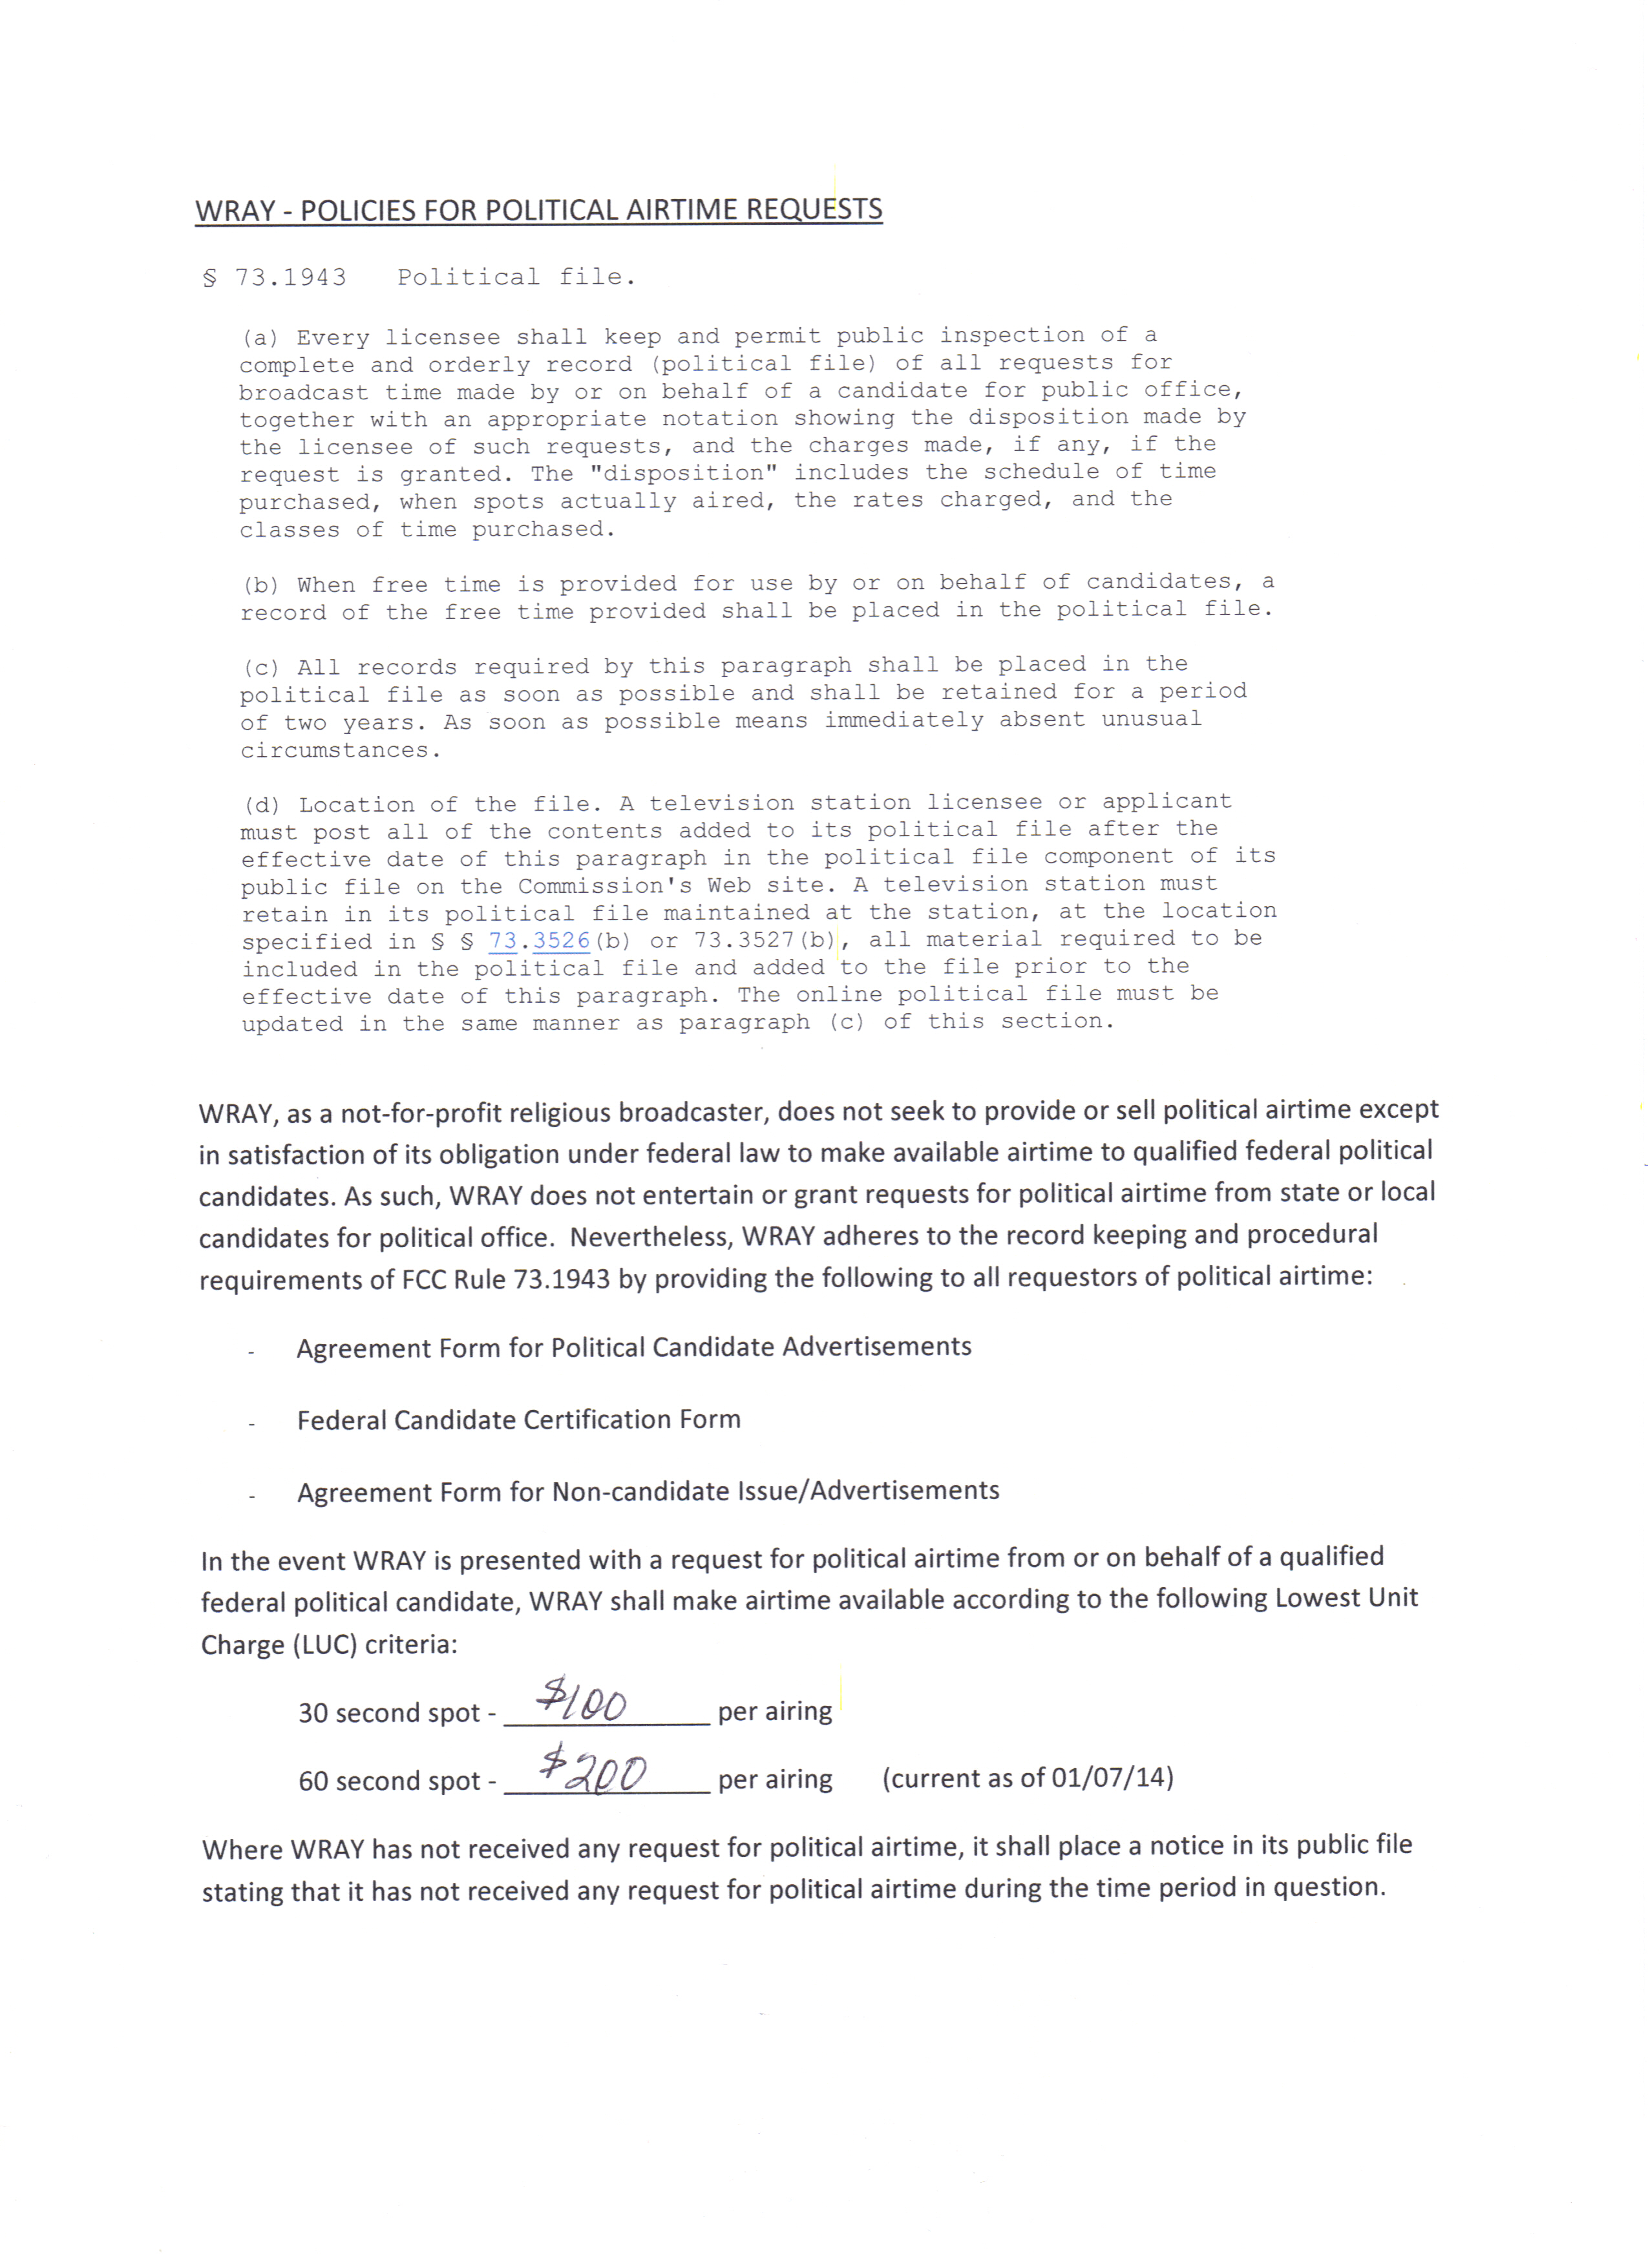 WRAY - POLICIES FOR POLITICAL AIRTIME REQUESTS
§ 73.1943   Political file.
(a) Every licensee shall keep and permit public inspection of a
complete and orderly record (political file) of all requests for
broadcast time made by or on behalf of a candidate for public office,
together with an appropriate notation showing the disposition made by
the licensee of such requests, and the charges made, if any, if the
request is granted. The "disposition" includes the schedule of time
purchased, when spots actually aired, the rates charged, and the
classes of time purchased.
(b) When free time is provided for use by or on behalf of candidates, a
record of the free time provided shall be placed in the political file.
(c) All records required by this paragraph shall be placed in the
political file as soon as possible and shall be retained for a period
of two years. As soon as possible means immediately absent unusual
circumstances.
(d) Location of the file. A television station licensee or applicant
must post all of the contents added to its political file after the
effective date of this paragraph in the political file component of its
public file on the Commission's Web site. A television station must
retain in its political file maintained at the station, at the location
specified in § § 73.3526(b) or 73.3527(b), all material required to be
included in the political file and added to the file prior to the
effective date of this paragraph. The online political file must be
updated in the same manner as paragraph (c) of this section.
WRAY, as a not-for-profit religious broadcaster, does not seek to provide or sell political airtime except
in satisfaction of its obligation under federal law to make available airtime to qualified federal political
candidates. As such, WRAY does not entertain or grant requests for political airtime from state or local
candidates for political office.  Nevertheless, WRAY adheres to the record keeping and procedural
requirements of FCC Rule 73.1943 by providing the following to all requestors of political airtime:
- Agreement Form for Political Candidate Advertisements
- Federal Candidate Certification Form
- Agreement Form for Non-candidate Issue/Advertisements
In the event WRAY is presented with a request for political airtime from or on behalf of a qualified
federal political candidate, WRAY shall make airtime available according to the following Lowest Unit
Charge (LUC) criteria:
30 second spot - $100 per airing
60 second spot - $200 per airing (current as of 01/07/14)
Where WRAY has not received any request for political airtime, it shall place a notice in its public file
stating that it has not received any request for political airtime during the time period in question.